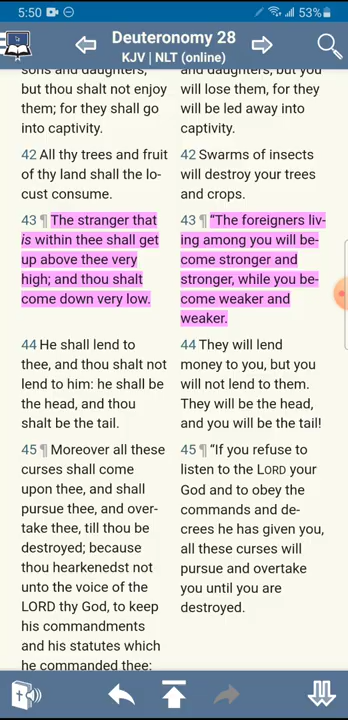 5:50
53%
Deuteronomy 28
KJV | NLT (online)
sons and daughters,
but thou shalt not enjoy
them; for they shall go
into captivity.
42 All thy trees and fruit
of thy land shall the lo-
cust consume.
43 ¶ The stranger that
is within thee shall get
up above thee very
high; and thou shalt
come down very low.
44 He shall lend to
thee, and thou shalt not
lend to him: he shall be
the head, and thou
shalt be the tail.
45 ¶ Moreover all these
curses shall come
upon thee, and shall
pursue thee, and over-
take thee, till thou be
destroyed; because
thou hearkenedst not
unto the voice of the
LORD thy God, to keep
his commandments
and his statutes which
he commanded thee:
and daughters, but you
will lose them, for they
will be led away into
captivity.
42 Swarms of insects
will destroy your trees
and crops.
43 ¶ “The foreigners liv-
ing among you will be-
come stronger and
stronger, while you be-
come weaker and
weaker.
44 They will lend
money to you, but you
will not lend to them.
They will be the head,
and you will be the tail!
45 ¶ “If you refuse to
listen to the LORD your
God and to obey the
commands and de-
crees he has given you,
all these curses will
pursue and overtake
you until you are
destroyed.